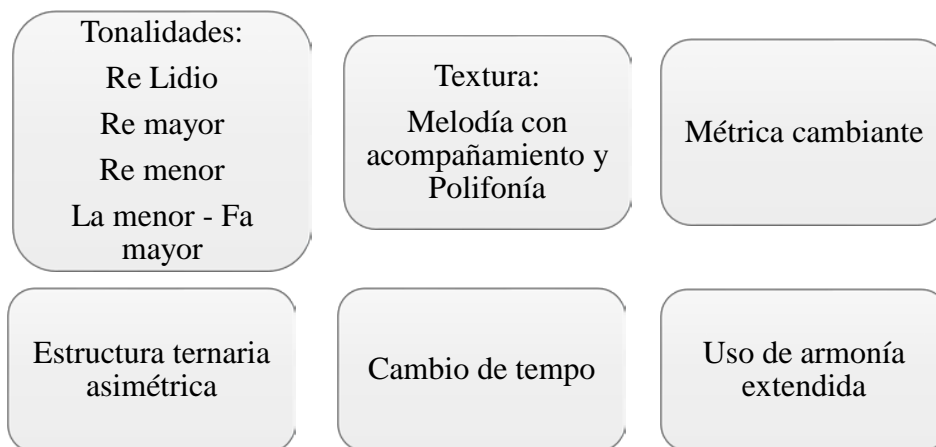 Tonalidades:
Re Lidio
Re mayor
Re menor
La menor - Fa
mayor
Textura:
Melodía con
acompañamiento y
Polifonía
Métrica cambiante
Estructura ternaria
asimétrica
Cambio de tempo
Uso de armonía
extendida